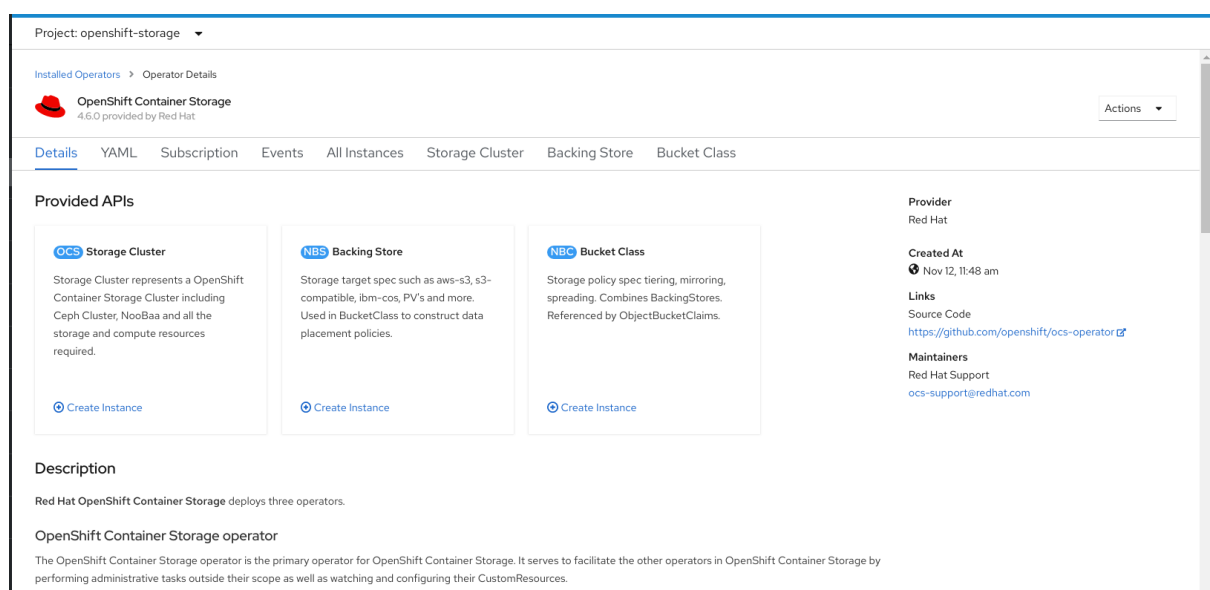 Project: openshift-storage
Installed Operators > Operator Details
OpenShift Container Storage
4.6.0 provided by Red Hat
Actions
Details YAML Subscription Events All Instances Storage Cluster Backing Store Bucket Class
Provided APIs
OCS Storage Cluster
Storage Cluster represents a OpenShift
Container Storage Cluster including
Ceph Cluster, NooBaa and all the
storage and compute resources
required.
Create Instance
NBS Backing Store
Storage target spec such as aws-s3, s3-
compatible, ibm-cos, PV's and more.
Used in BucketClass to construct data
placement policies.
Create Instance
NBC Bucket Class
Storage policy spec tiering, mirroring,
spreading. Combines BackingStores.
Referenced by ObjectBucketClaims.
Create Instance
Provider
Red Hat
Created At
Nov 12, 11:48 am
Links
Source Code
https://github.com/openshift/ocs-operator
Maintainers
Red Hat Support
ocs-support@redhat.com
Description
Red Hat OpenShift Container Storage deploys three operators.
OpenShift Container Storage operator
The OpenShift Container Storage operator is the primary operator for OpenShift Container Storage. It serves to facilitate the other operators in OpenShift Container Storage by
performing administrative tasks outside their scope as well as watching and configuring their CustomResources.